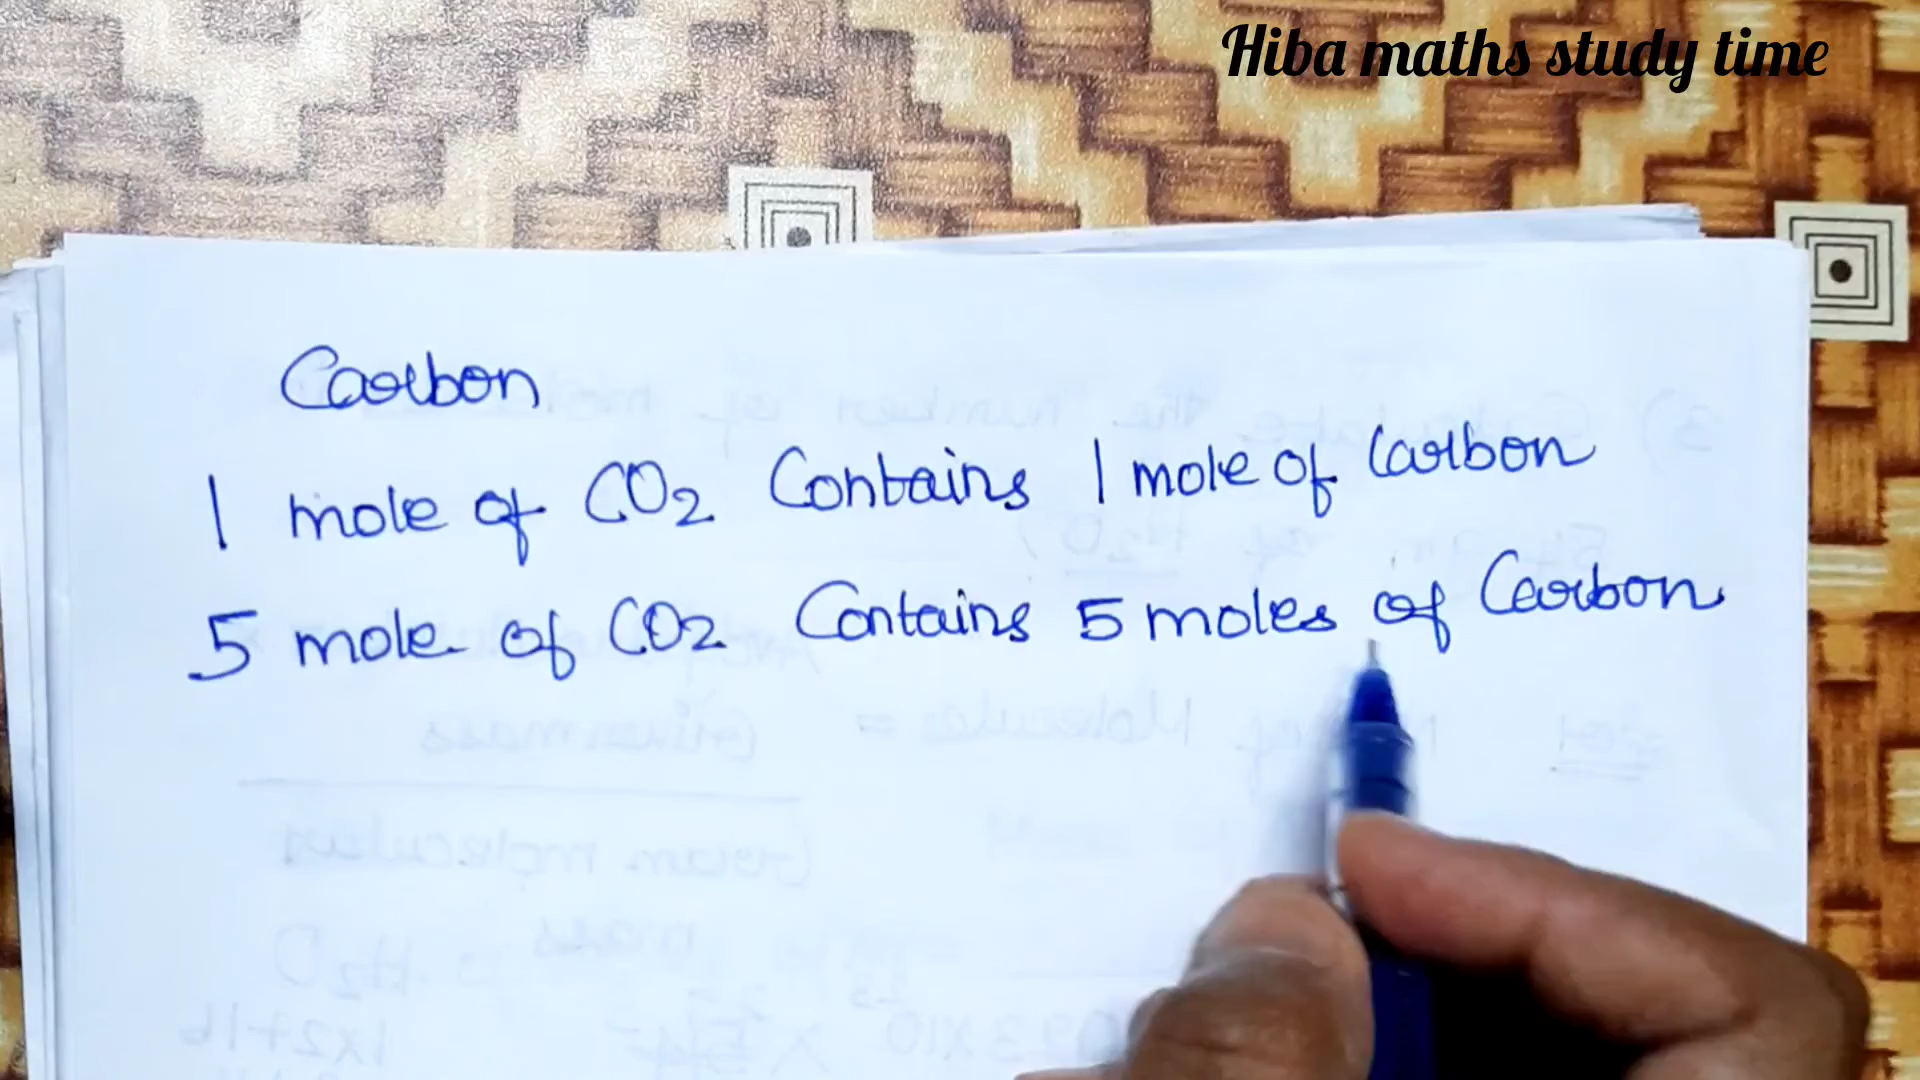 Hiba maths study time
Carbon
1 mole of CO2 Contains 1 mole of Carbon
5 mole of CO2 Contains 5 moles of Carbon